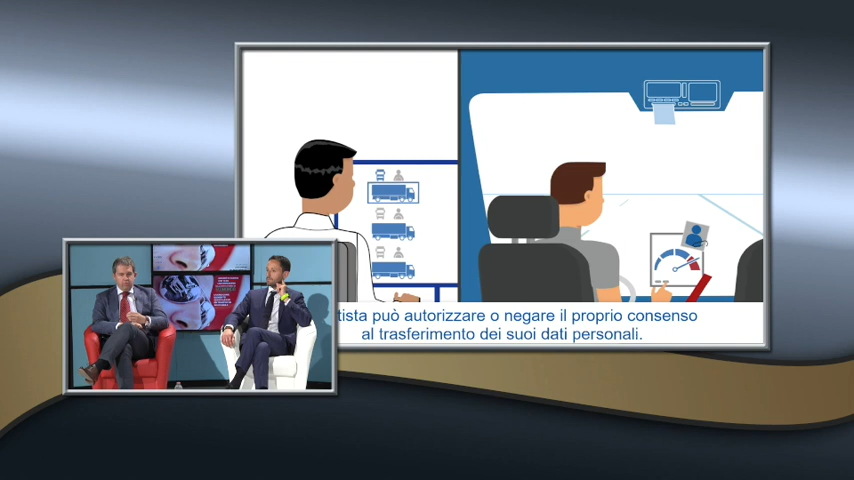 tista può autorizzare o negare il proprio consenso
al trasferimento dei suoi dati personali.